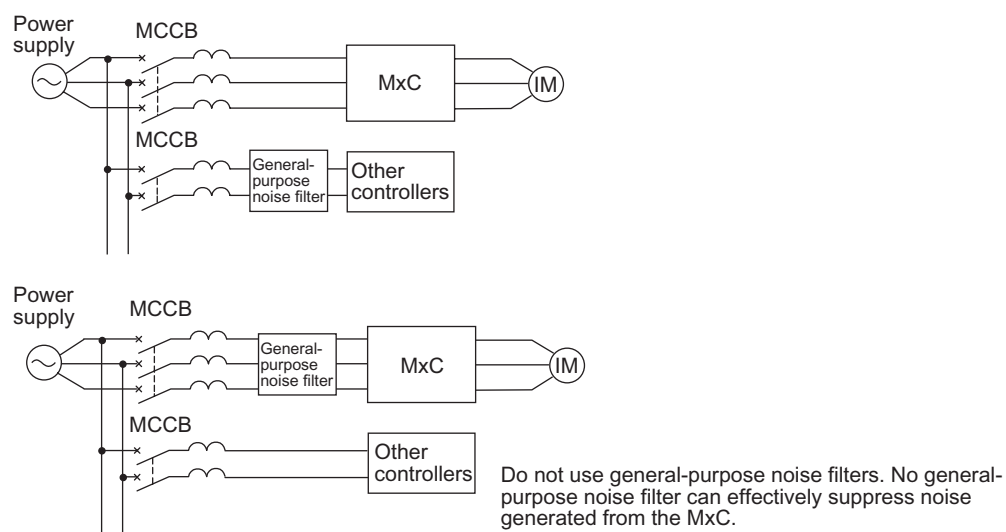 Power
supply
MCCB
MxC
IM
MCCB
General-
purpose
noise filter
Other
controllers
Power
supply
MCCB
General-
purpose
noise filter
MxC
IM
MCCB
Other
controllers
Do not use general-purpose noise filters. No general-
purpose noise filter can effectively suppress noise
generated from the MxC.